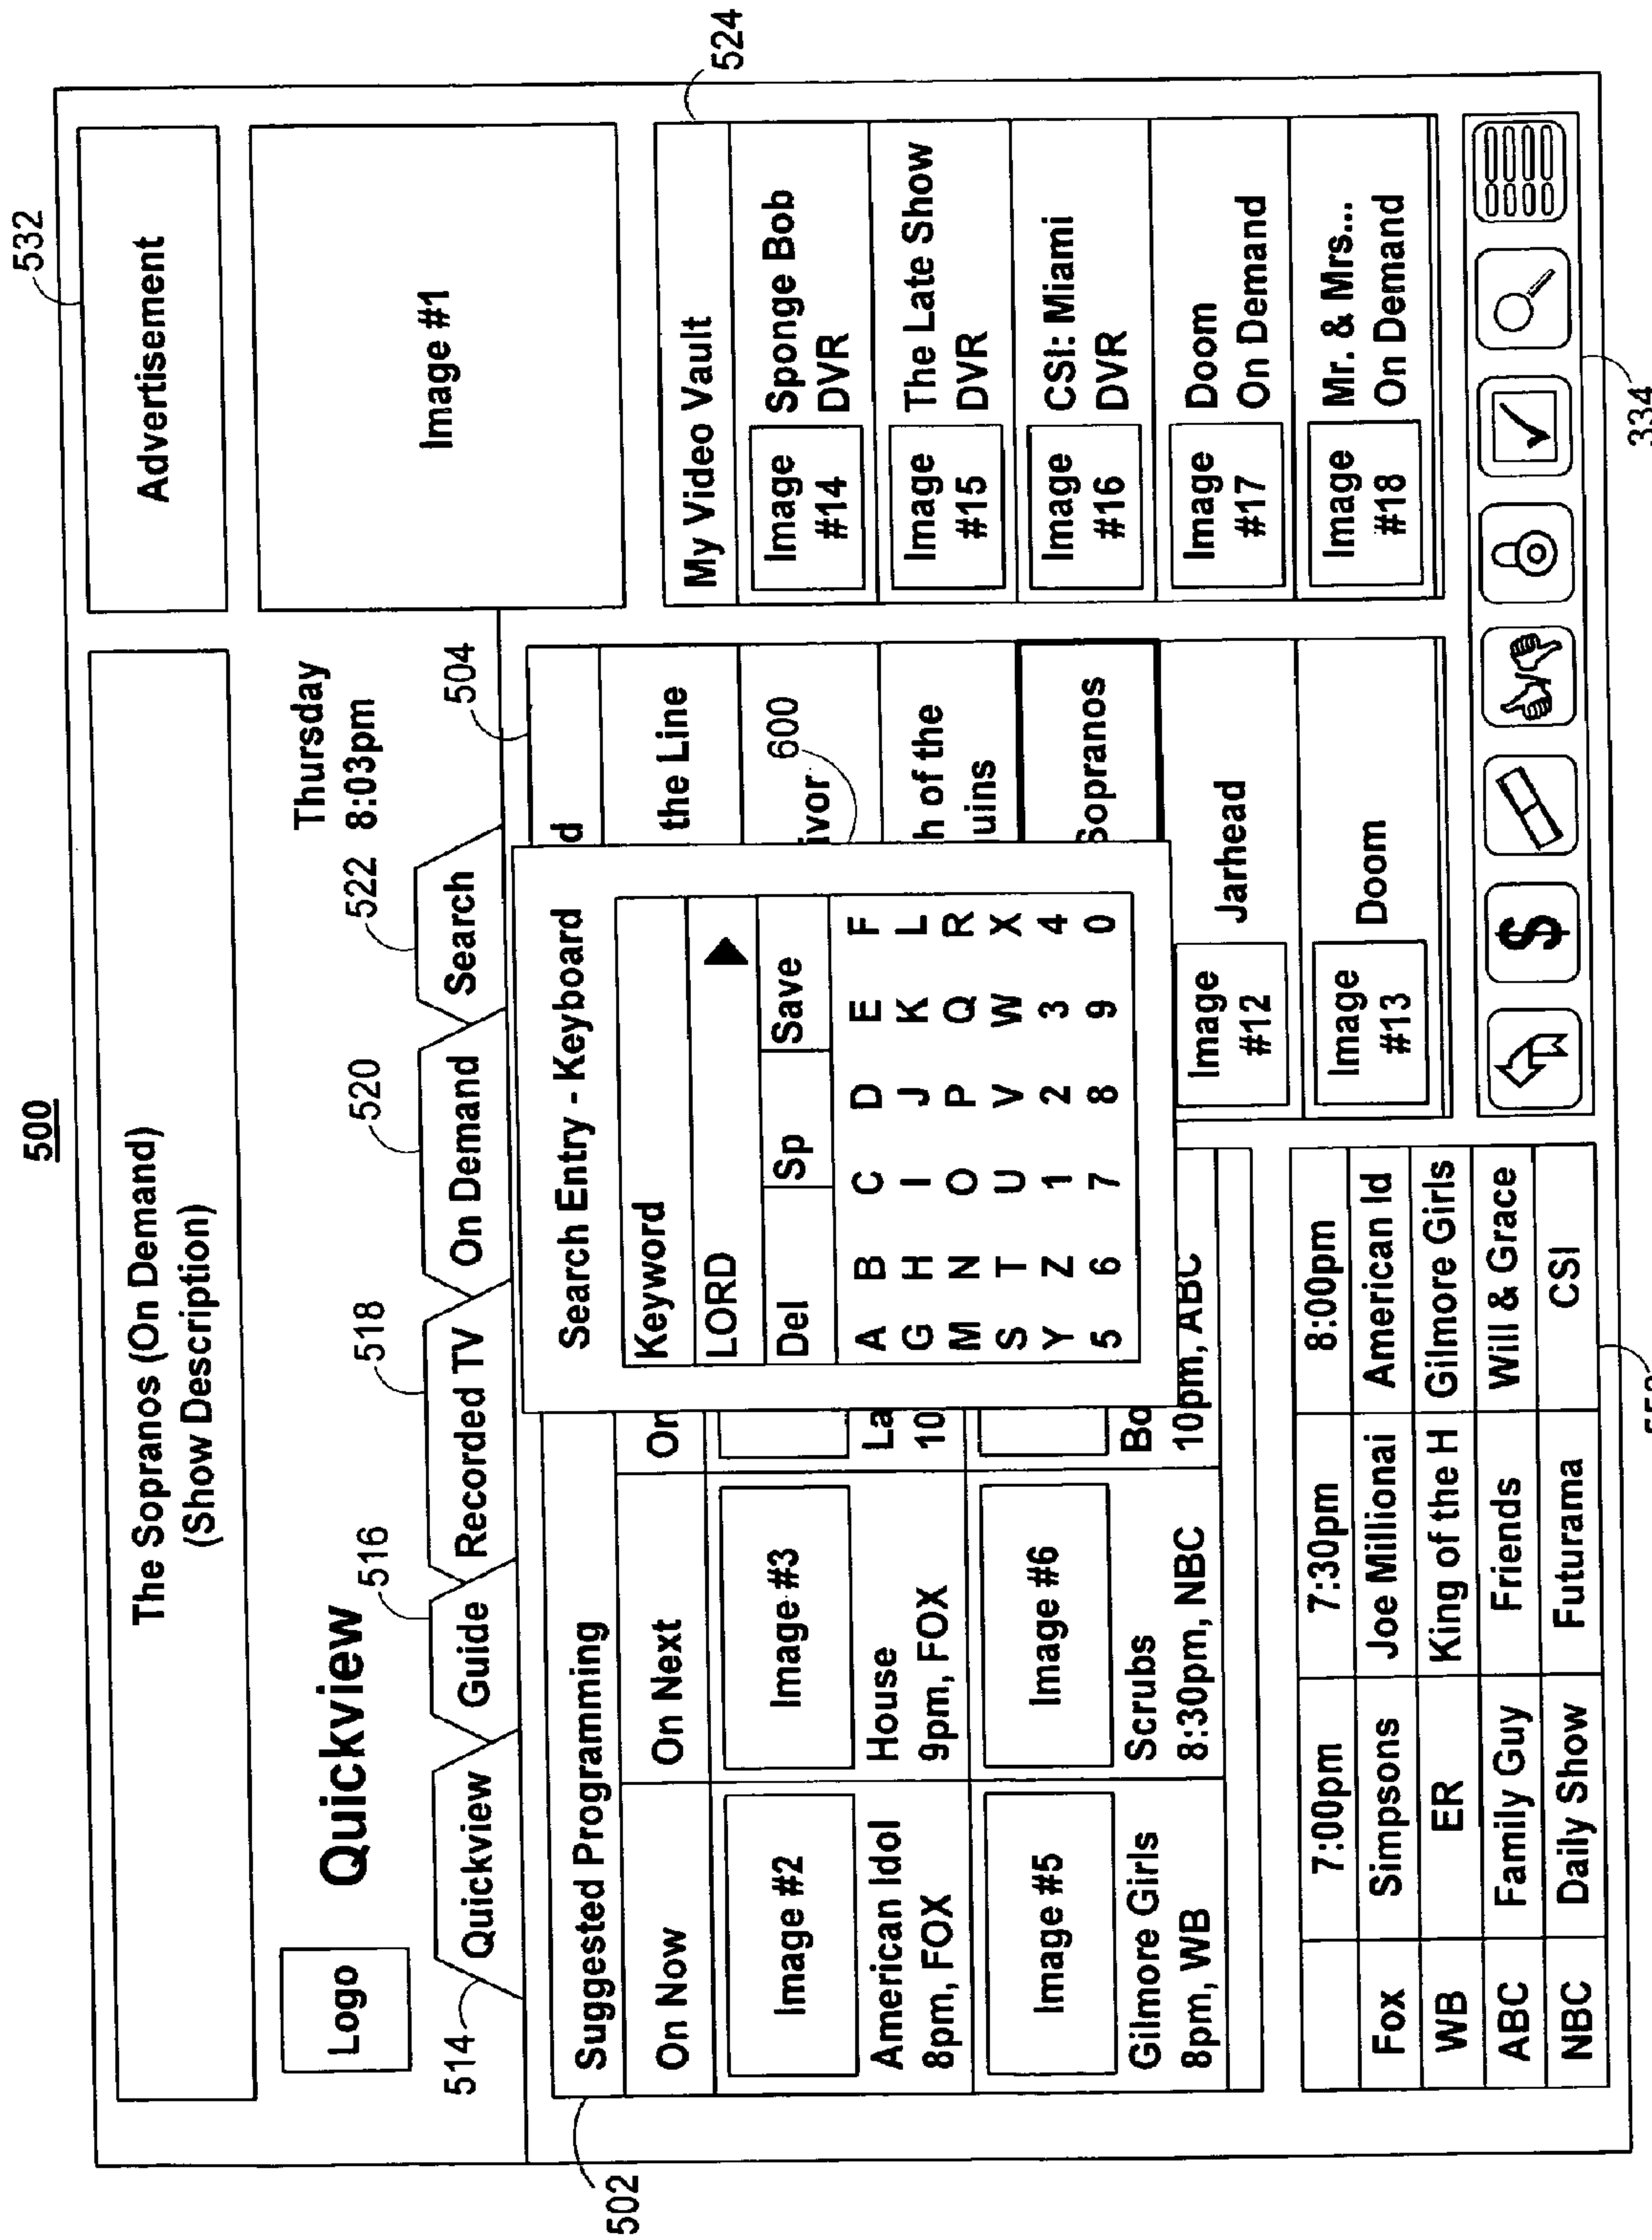 500
532
The Sopranos (On Demand)
(Show Description)
Advertisement
Logo
Quickview
Thursday
8:03pm
Image #1
514
516
518
520
522
504
Quickview
Guide
Recorded TV
On Demand
Search
502
Suggested Programming
On Now
On Next
On
Image #2
Image #3
American Idol
8pm, FOX
House
9pm, FOX
La
10
Image #5
Image #6
Gilmore Girls
8pm, WB
Scrubs
8:30pm, NBC
Bo
10pm, ABC
Search Entry - Keyboard
Keyword
LORD
Del
Sp
Save
A B C D E F
G H I J K L
M N O P Q R
S T U V W X
Y Z 1 2 3 4
5 6 7 8 9 0
600
d
the Line
ivor
h of the
uins
Sopranos
Image
#12
Jarhead
Image
#13
Doom
524
My Video Vault
Image
#14
Sponge Bob
DVR
Image
#15
The Late Show
DVR
Image
#16
CSI: Miami
DVR
Image
#17
Doom
On Demand
Image
#18
Mr. & Mrs...
On Demand
7:00pm 7:30pm 8:00pm
Fox Simpsons Joe Millionai American Id
WB ER King of the H Gilmore Girls
ABC Family Guy Friends Will & Grace
NBC Daily Show Futurama CSI
$
334